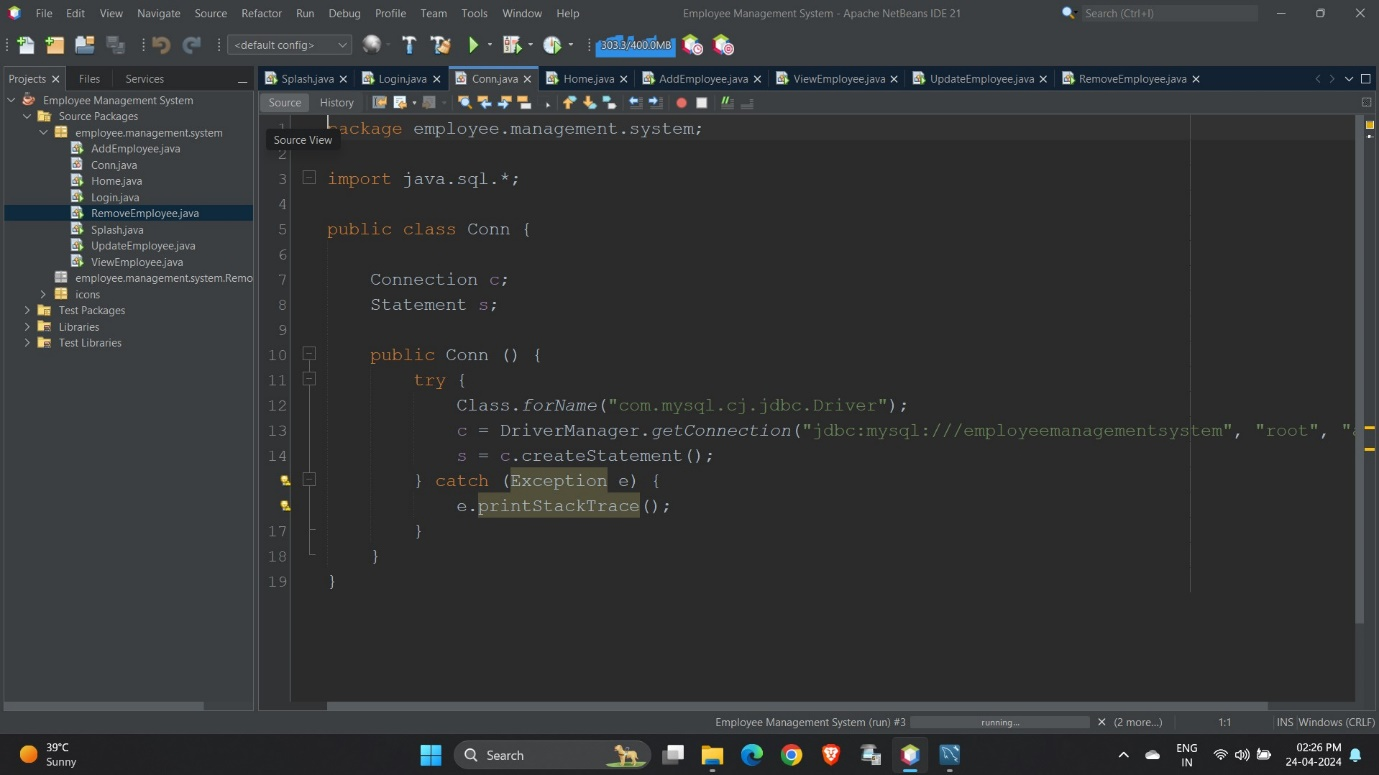 File Edit View Navigate Source Refactor Run Debug Profile Team Tools Window Help Employee Management System - Apache NetBeans IDE 21 Search (Ctrl+I)
<default config> 303.3/400.0MB
Projects Files Services Splash.java Login.java Conn.java Home.java AddEmployee.java ViewEmployee.java UpdateEmployee.java RemoveEmployee.java
Employee Management System
Source Packages
employee.management.system
AddEmployee.java
Conn.java
Home.java
Login.java
RemoveEmployee.java
Splash.java
UpdateEmployee.java
ViewEmployee.java
employee.management.system.Remo
icons
Test Packages
Libraries
Test Libraries
Source History
Source View
1 package employee.management.system;
2
3 import java.sql.*;
4
5 public class Conn {
6
7 Connection c;
8 Statement s;
9
10 public Conn () {
11 try {
12 Class.forName("com.mysql.cj.jdbc.Driver");
13 c = DriverManager.getConnection("jdbc:mysql:///employeemanagementsystem", "root", "
14 s = c.createStatement();
} catch (Exception e) {
e.printStackTrace();
17 }
18 }
19 }
Employee Management System (run) #3 running... (2 more...) 1:1 INS Windows (CRLF)
39°C
Sunny
Search
ENG
IN
02:26 PM
24-04-2024